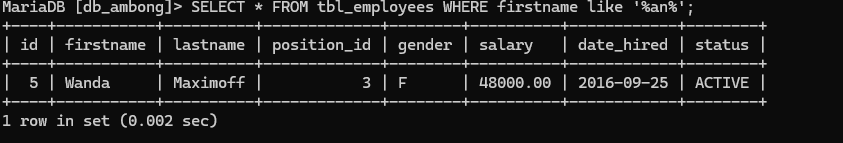 MariaDB [db_ambong]> SELECT * FROM tbl_employees WHERE firstname like '%an%';
+----+-----------+----------+-------------+--------+----------+------------+--------+
| id | firstname | lastname | position_id | gender | salary   | date_hired | status |
+----+-----------+----------+-------------+--------+----------+------------+--------+
|  5 | Wanda     | Maximoff |           3 | F      | 48000.00 | 2016-09-25 | ACTIVE |
+----+-----------+----------+-------------+--------+----------+------------+--------+
1 row in set (0.002 sec)